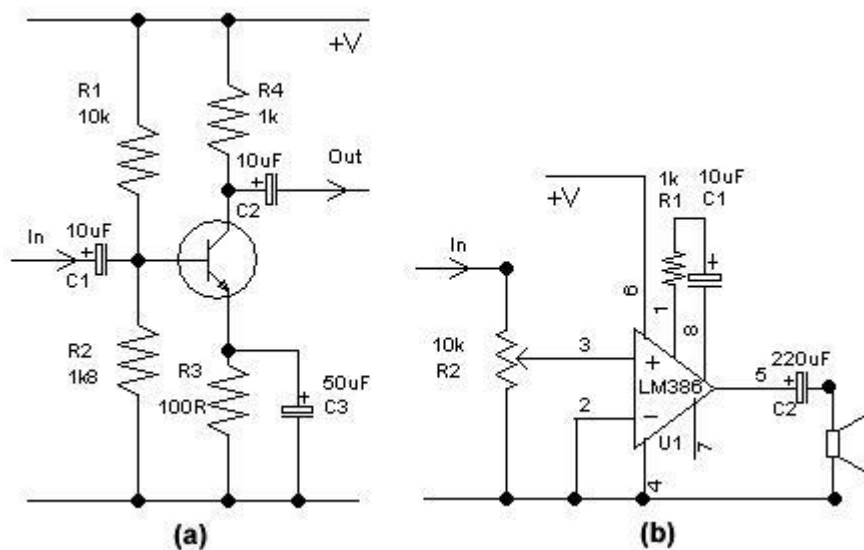 +V
R1
10k
R4
1k
10uF
+
Out
C2
In
10uF
+
C1
R2
1k8
R3
100R
+
50uF
C3
(a)
+V
1k
R1
10uF
C1
+
In
6
1
8
10k
R2
3
+
LM386
2
−
U1
7
4
5
220uF
+
C2
(b)